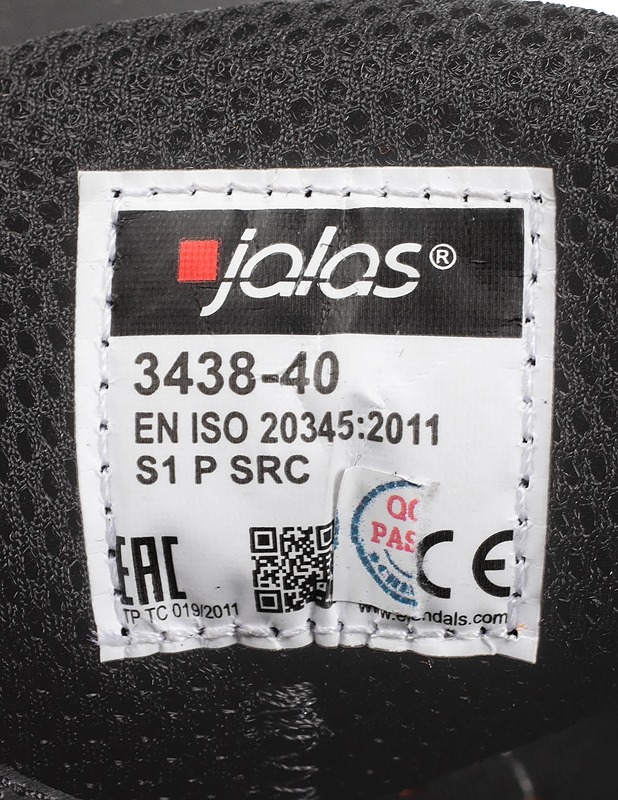 jalas®
3438-40
EN ISO 20345:2011
S1 P SRC
QC
PAS
EAC
CE
TP TC 019/2011
www.ejendals.com